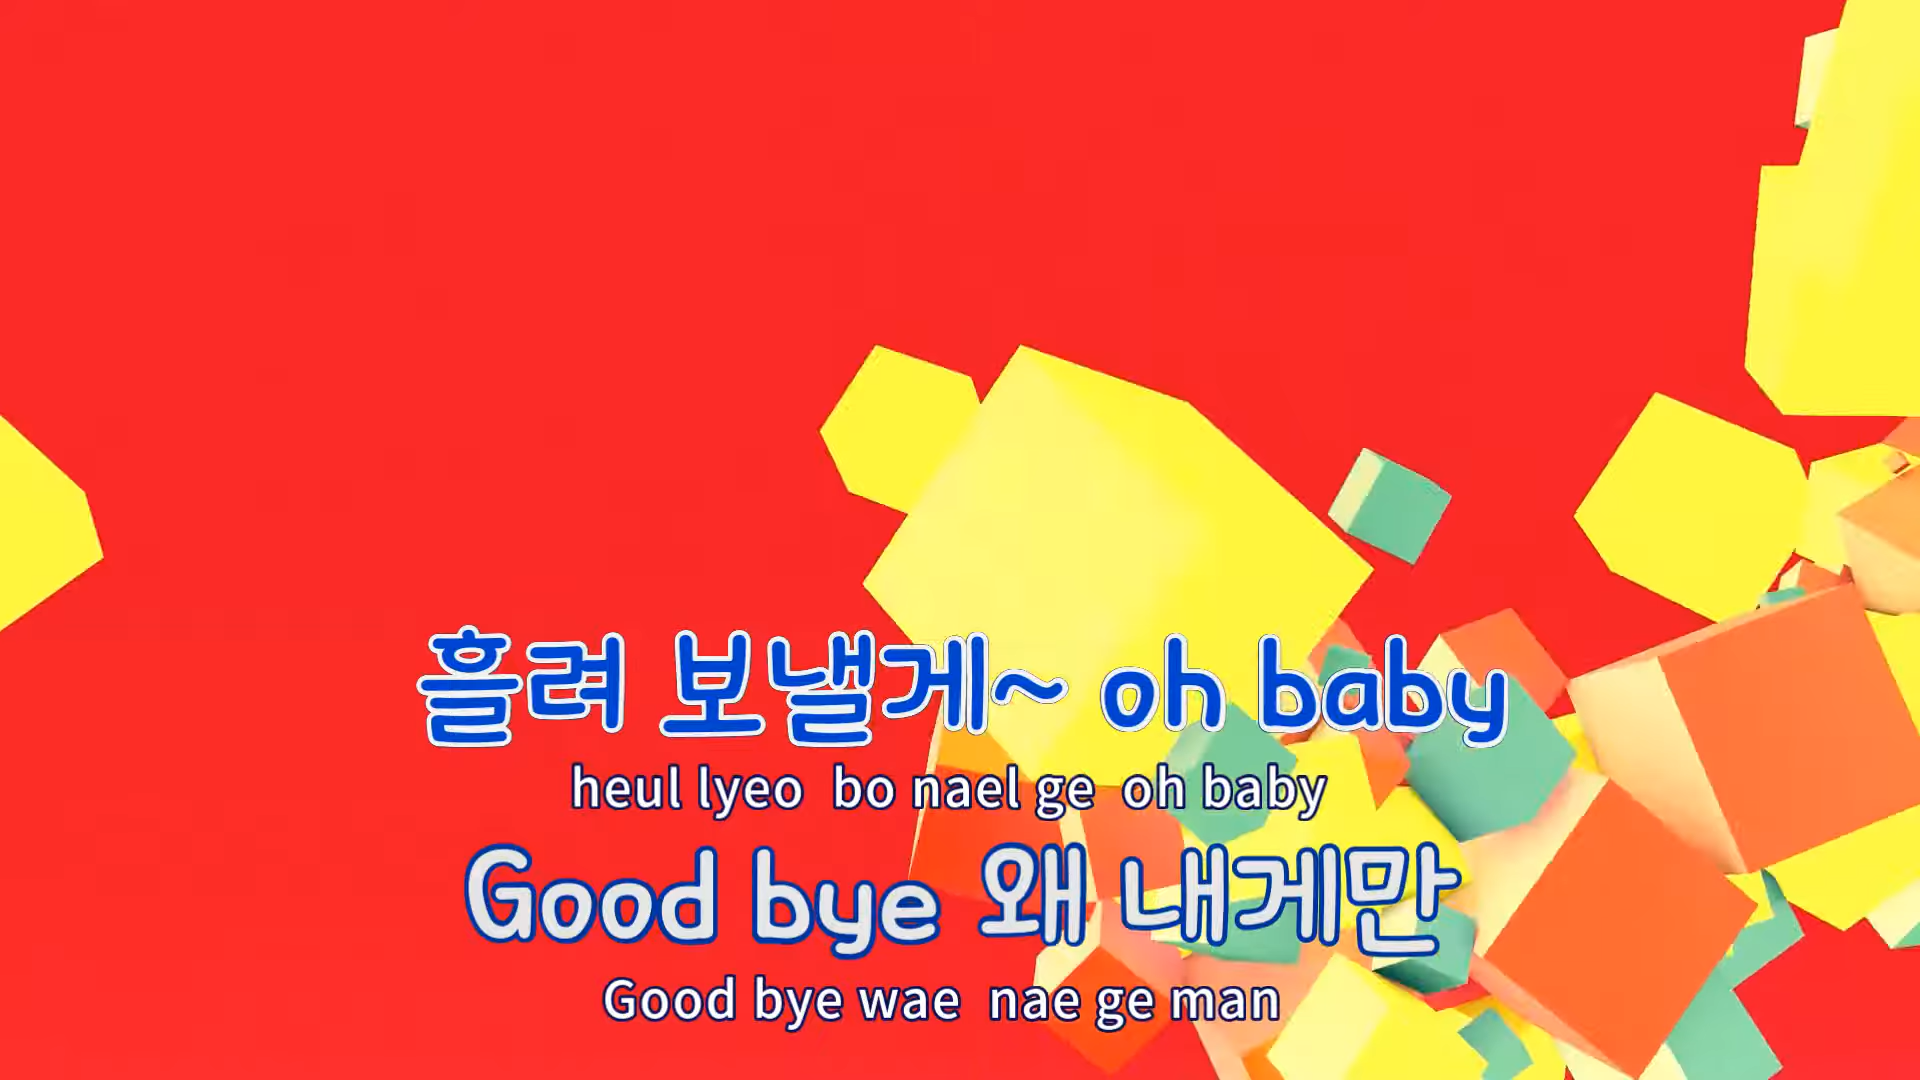 흘려 보낼게~ oh baby
heul lyeo bo nael ge oh baby
Good bye 왜 내게만
Good bye wae nae ge man